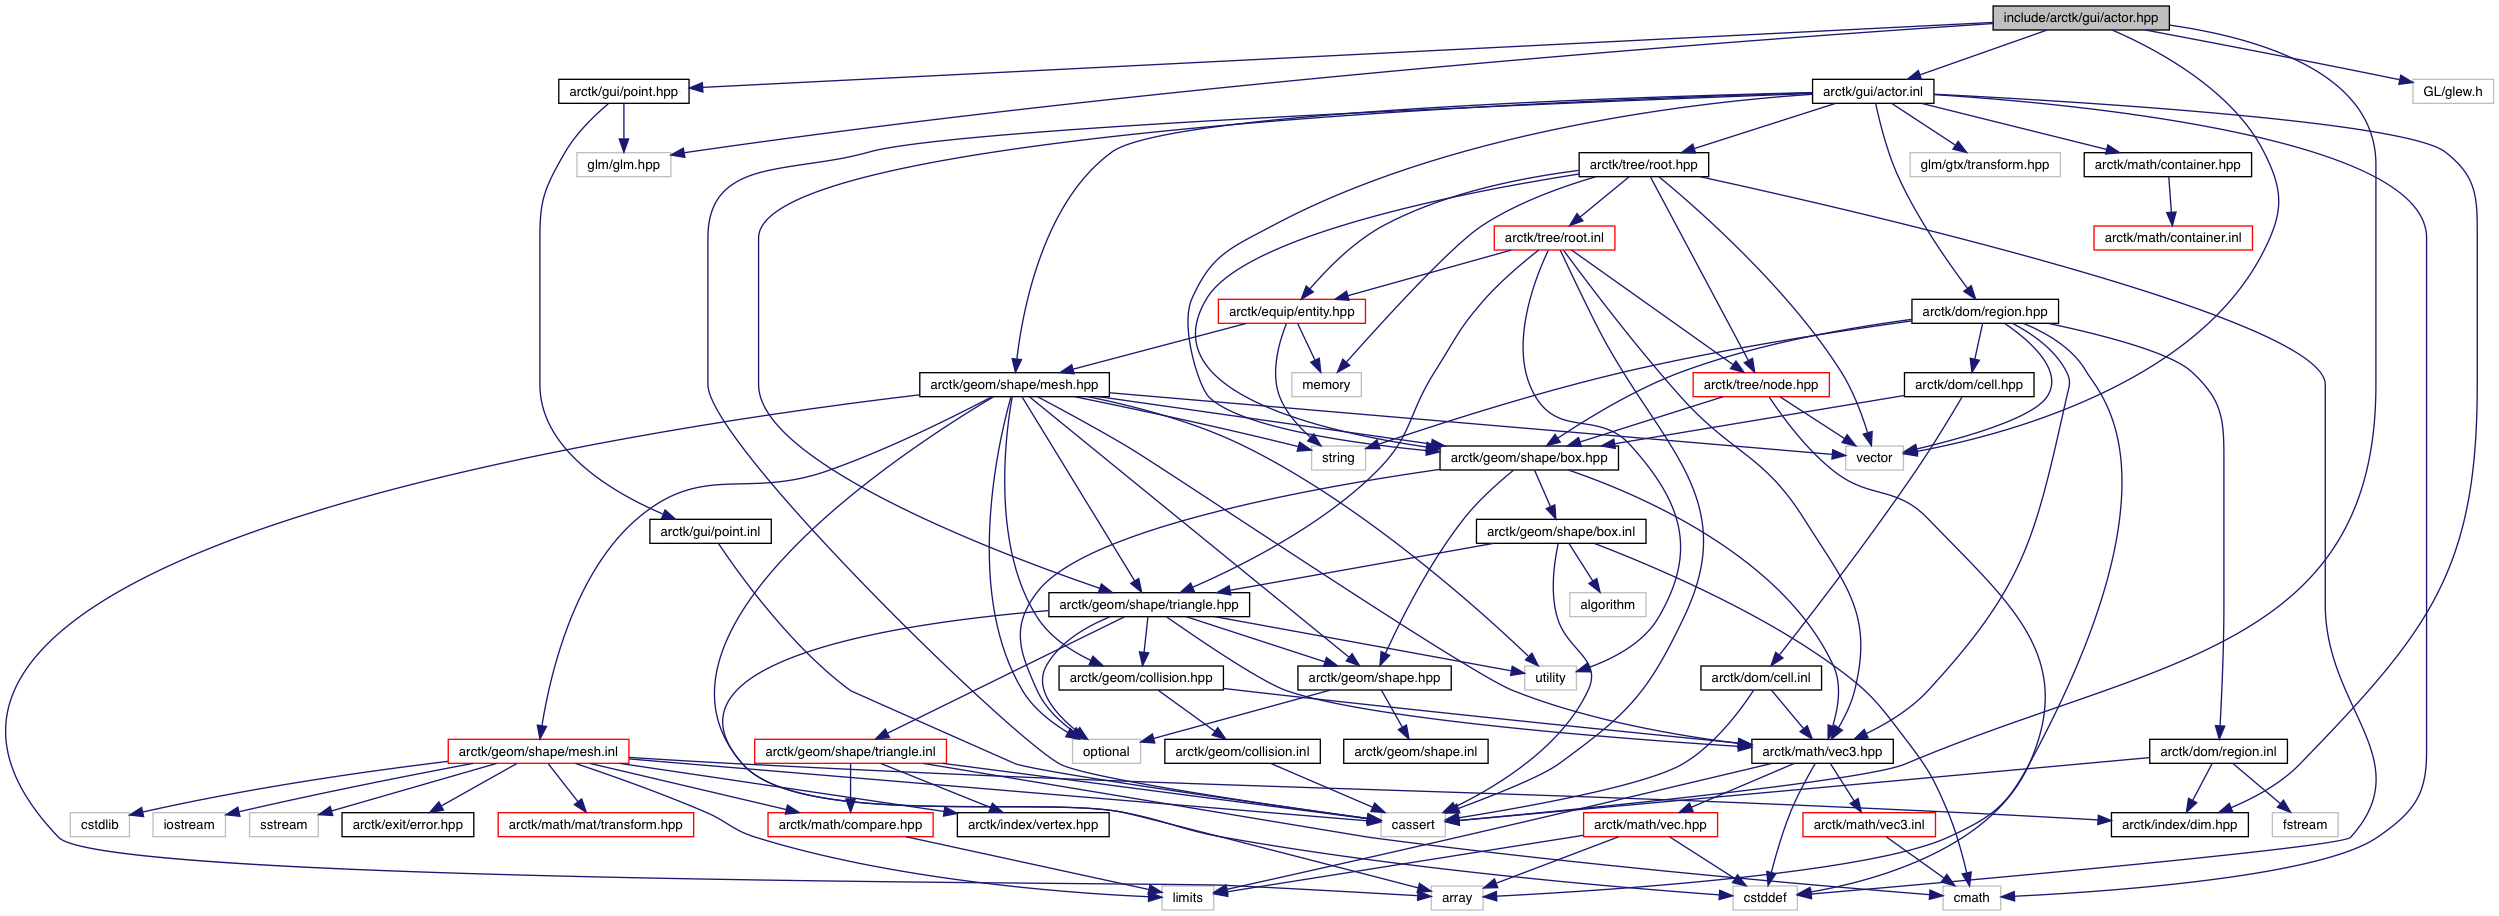 include/arctk/gui/actor.hpp
arctk/gui/point.hpp
arctk/gui/actor.inl
GL/glew.h
glm/glm.hpp
arctk/tree/root.hpp
glm/gtx/transform.hpp
arctk/math/container.hpp
arctk/tree/root.inl
arctk/math/container.inl
arctk/equip/entity.hpp
arctk/dom/region.hpp
arctk/geom/shape/mesh.hpp
memory
arctk/tree/node.hpp
arctk/dom/cell.hpp
string
arctk/geom/shape/box.hpp
vector
arctk/gui/point.inl
arctk/geom/shape/box.inl
arctk/geom/shape/triangle.hpp
algorithm
arctk/geom/collision.hpp
arctk/geom/shape.hpp
utility
arctk/dom/cell.inl
arctk/geom/shape/mesh.inl
arctk/geom/shape/triangle.inl
optional
arctk/geom/collision.inl
arctk/geom/shape.inl
arctk/math/vec3.hpp
arctk/dom/region.inl
cstdlib
iostream
sstream
arctk/exit/error.hpp
arctk/math/mat/transform.hpp
arctk/math/compare.hpp
arctk/index/vertex.hpp
cassert
arctk/math/vec.hpp
arctk/math/vec3.inl
arctk/index/dim.hpp
fstream
limits
array
cstddef
cmath